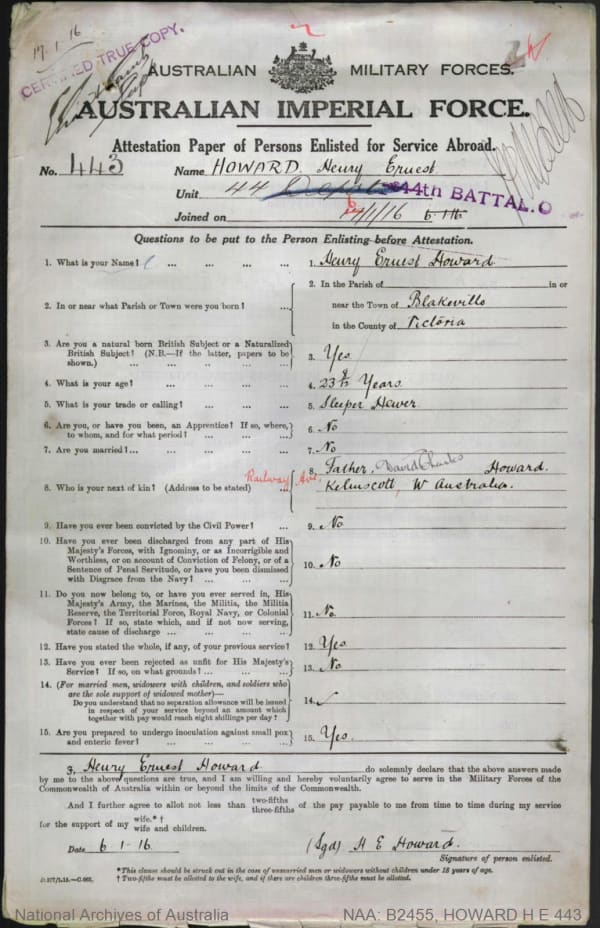 17.1.16
CERTIFIED TRUE COPY.
AUSTRALIAN MILITARY FORCES.
AUSTRALIAN IMPERIAL FORCE.
Attestation Paper of Persons Enlisted for Service Abroad.
No. 443 Name HOWARD. Henry Ernest.
Unit 44 44th BATTAL.O
Joined on 1/16 6.1.16
Questions to be put to the Person Enlisting before Attestation.
1. What is your Name? ... ... ... ... 1. Henry Ernest Howard
2. In or near what Parish or Town were you born? ... 2. In the Parish of in or
near the Town of Blakeville
in the County of Victoria
3. Are you a natural born British Subject or a Naturalized
British Subject? (N.B.—If the latter, papers to be
shown.) ... ... ... ... 3. Yes
4. What is your age? ... ... ... ... 4. 23 Years.
5. What is your trade or calling? ... ... ... 5. Sleeper Hewer.
6. Are you, or have you been, an Apprentice? If so, where,
to whom, and for what period? ... ... ... 6. No
7. Are you married?... ... ... ... ... 7. No
8. Who is your next of kin? (Address to be stated) ... 8. Father, David Charles Howard.
Railway Ave. Kelmscott, W Australia.
9. Have you ever been convicted by the Civil Power? ... 9. No
10. Have you ever been discharged from any part of His
Majesty's Forces, with Ignominy, or as Incorrigible and
Worthless, or on account of Conviction of Felony, or of a
Sentence of Penal Servitude, or have you been dismissed
with Disgrace from the Navy? ... ... ... 10. No
11. Do you now belong to, or have you ever served in, His
Majesty's Army, the Marines, the Militia, the Militia
Reserve, the Territorial Force, Royal Navy, or Colonial
Forces? If so, state which, and if not now serving,
state cause of discharge ... ... ... ... 11. No
12. Have you stated the whole, if any, of your previous service? 12. Yes
13. Have you ever been rejected as unfit for His Majesty's
Service? If so, on what grounds? ... ... ... 13. No
14. (For married men, widowers with children, and soldiers who
are the sole support of widowed mother)—
Do you understand that no separation allowance will be issued
in respect of your service beyond an amount which
together with pay would reach eight shillings per day? 14.
15. Are you prepared to undergo inoculation against small pox
and enteric fever? ... ... ... ... 15. Yes.
I, Henry Ernest Howard do solemnly declare that the above answers made
by me to the above questions are true, and I am willing and hereby voluntarily agree to serve in the Military Forces of the
Commonwealth of Australia within or beyond the limits of the Commonwealth.
And I further agree to allot not less than two-fifths three-fifths of the pay payable to me from time to time during my service
for the support of my wife.*† wife and children.
Date 6.1.16. (Sgd) H E Howard.
Signature of person enlisted.
*This clause should be struck out in the case of unmarried men or widowers without children under 18 years of age.
† Two-fifths must be allotted to the wife, and if there are children three-fifths must be allotted.
National Archives of Australia NAA: B2455, HOWARD H E 443